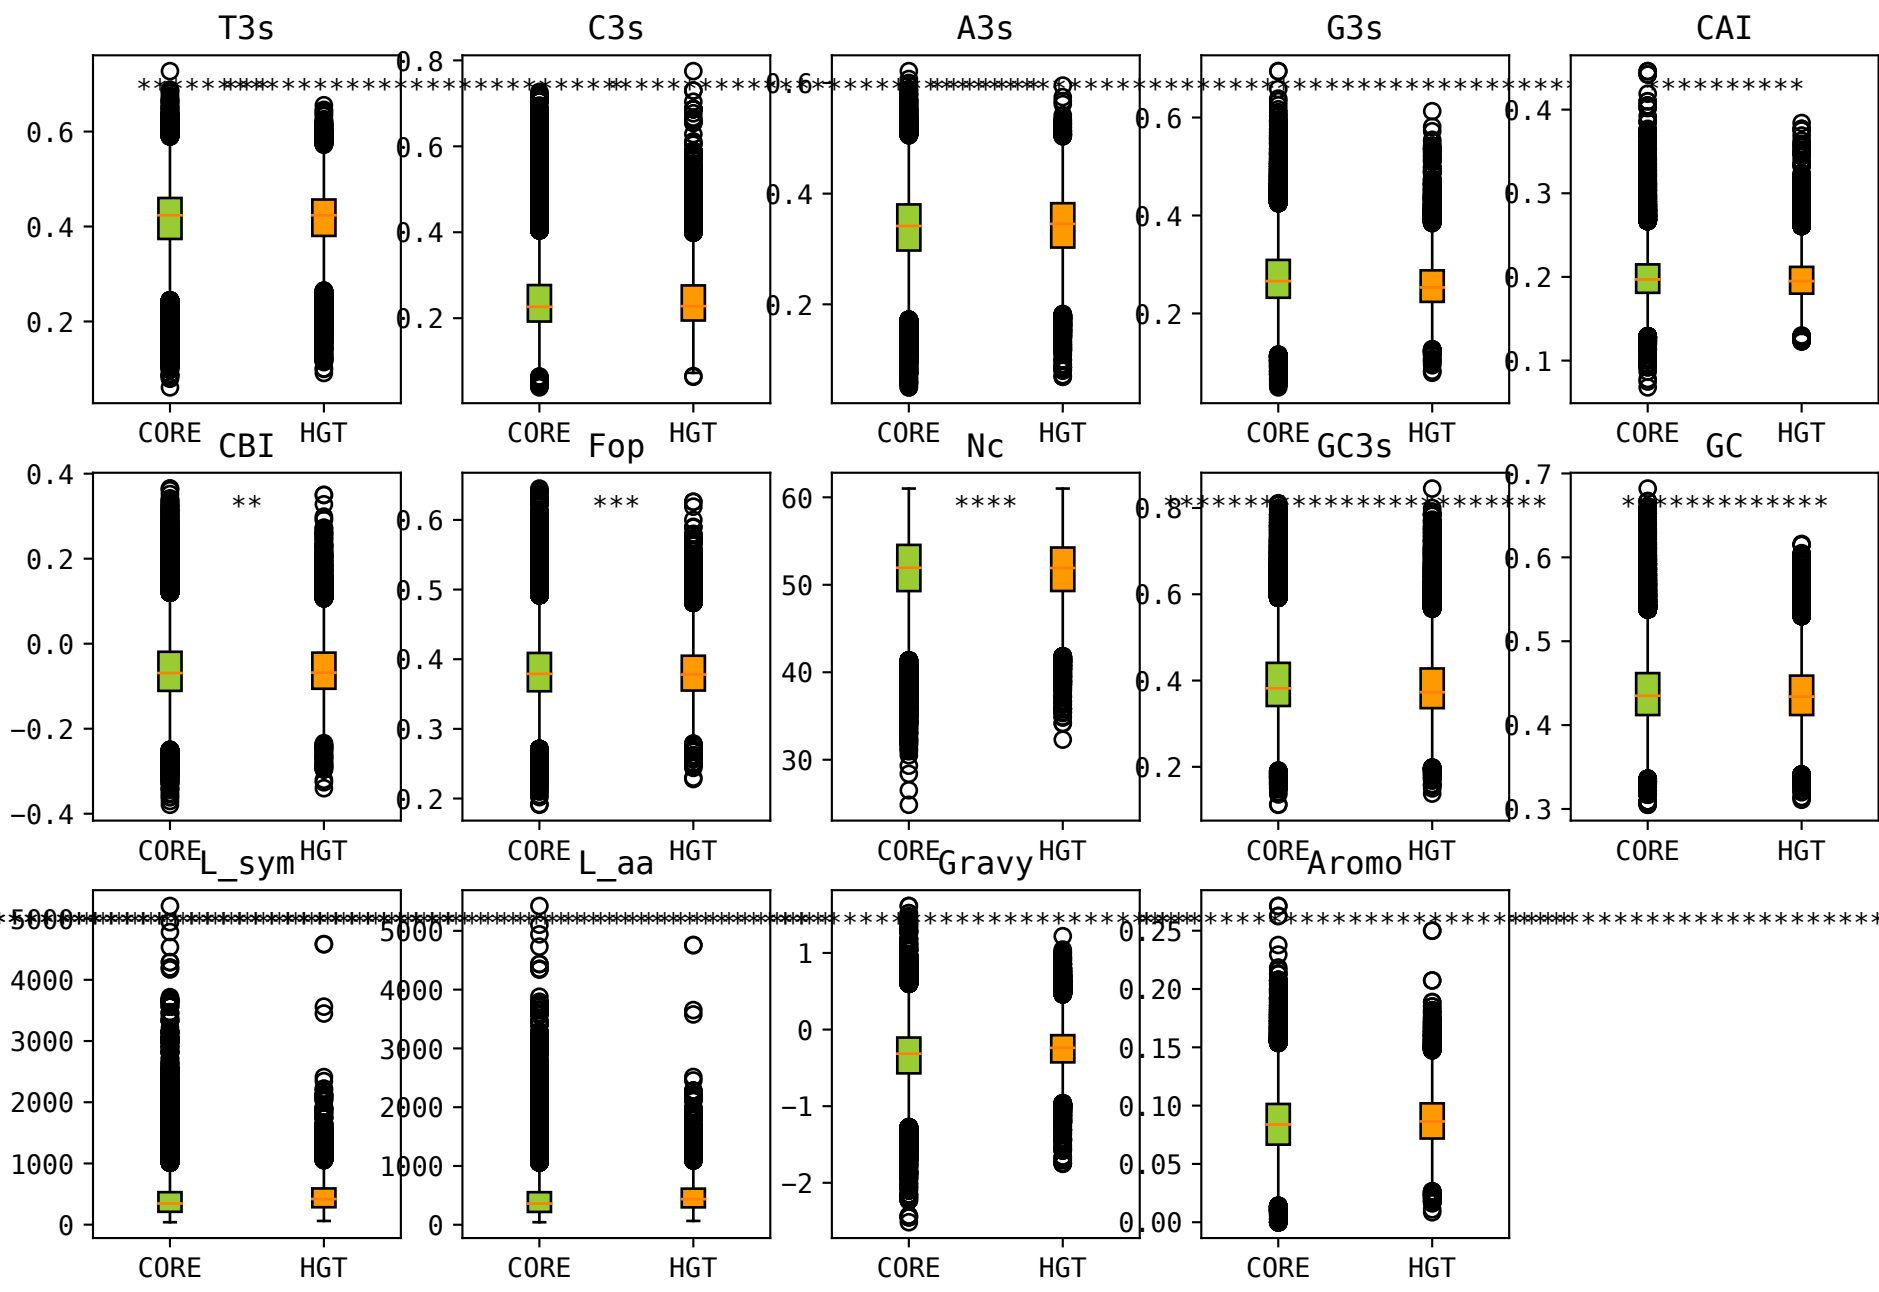 T3s C3s A3s G3s CAI
0.6 0.4 0.2
0.8 0.6 0.4 0.2
0.6 0.4 0.2
0.6 0.4 0.2
0.4 0.3 0.2 0.1
CORE HGT CORE HGT CORE HGT CORE HGT CORE HGT
CBI Fop Nc GC3s GC
** *** ****
0.4 0.2 0.0 −0.2 −0.4
0.6 0.5 0.4 0.3 0.2
60 50 40 30
0.8 0.6 0.4 0.2
0.7 0.6 0.5 0.4 0.3
CORE HGT CORE HGT CORE HGT CORE HGT CORE HGT
L_sym L_aa Gravy Aromo
5000 4000 3000 2000 1000 0
5000 4000 3000 2000 1000 0
1 0 −1 −2
0.25 0.20 0.15 0.10 0.05 0.00
CORE HGT CORE HGT CORE HGT CORE HGT